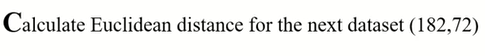 Calculate Euclidean distance for the next dataset (182,72)